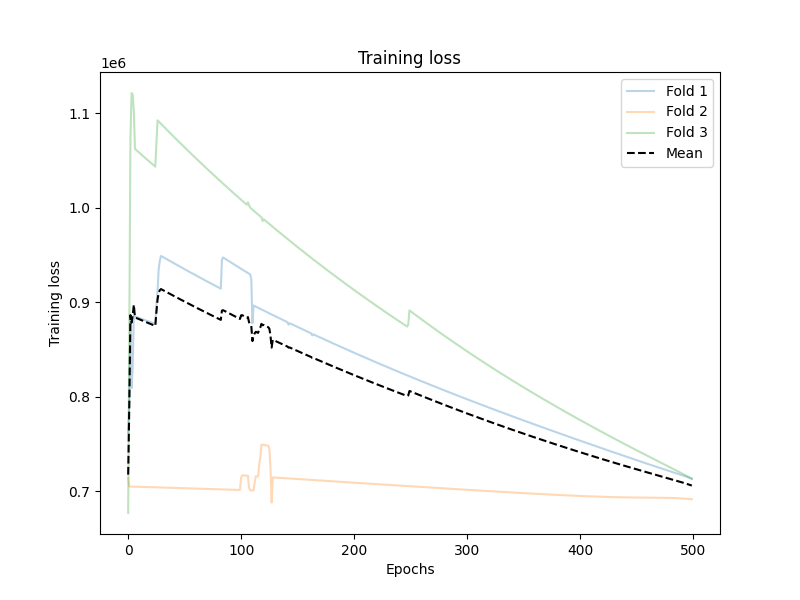 Training loss
1e6
Fold 1
Fold 2
Fold 3
Mean
1.1
1.0
0.9
0.8
0.7
Training loss
0 100 200 300 400 500
Epochs